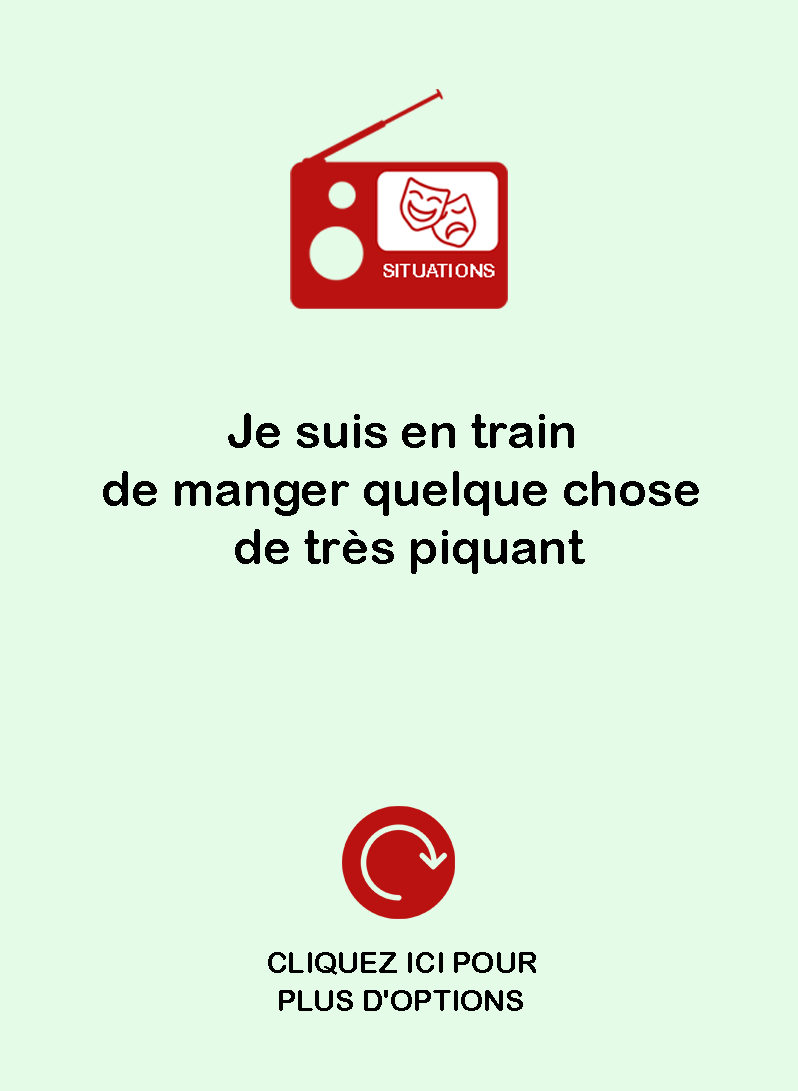 SITUATIONS
Je suis en train
de manger quelque chose
de très piquant
CLIQUEZ ICI POUR
PLUS D'OPTIONS